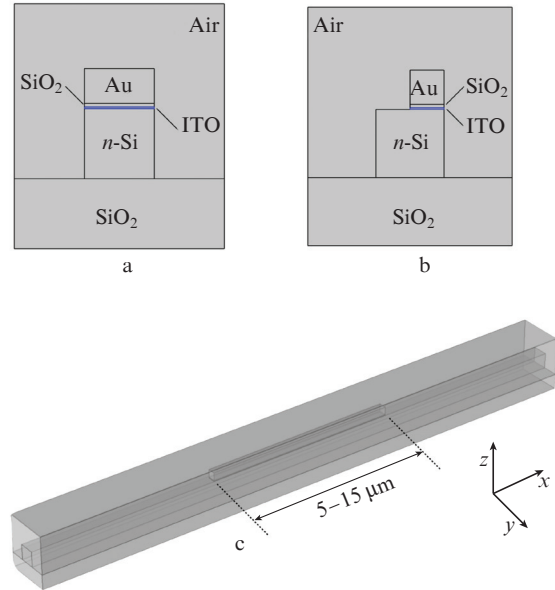 Air
SiO2
Au
ITO
n-Si
SiO2
a
Air
Au
SiO2
ITO
n-Si
SiO2
b
5–15 μm
c
z
x
y